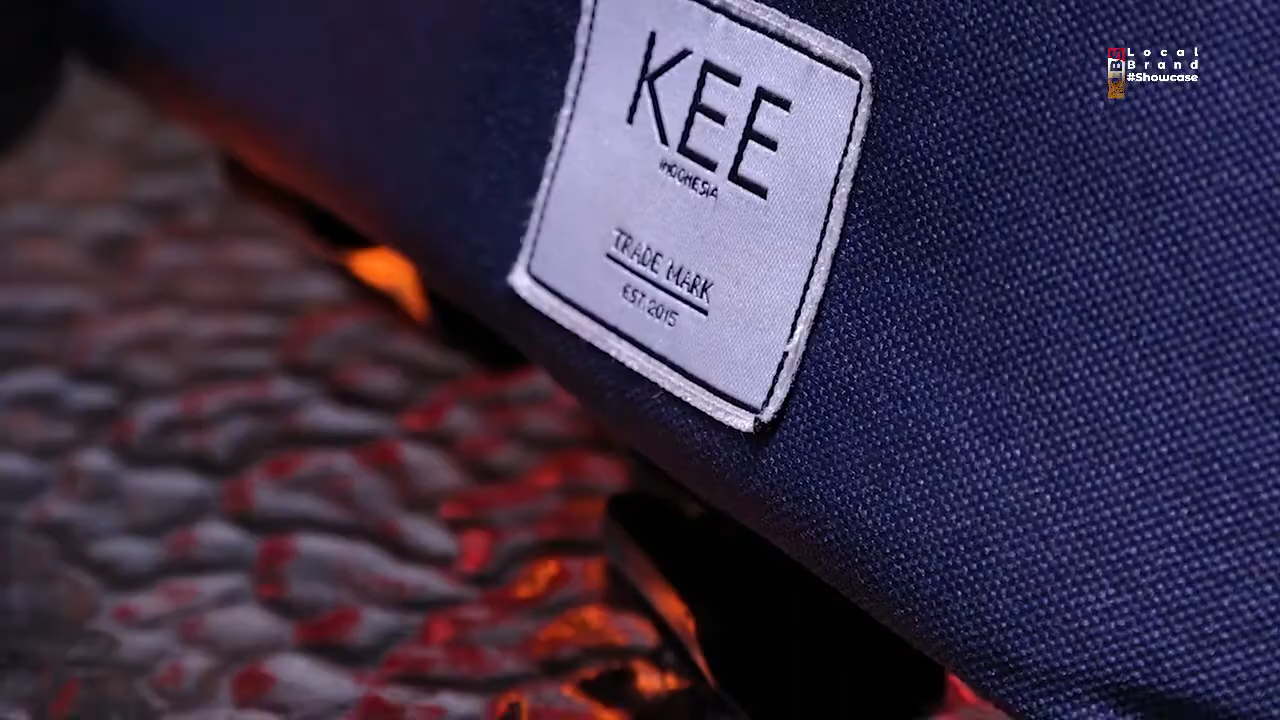 KEE
INDONESIA
TRADE MARK
EST.2015
Local
Brand
#Showcase